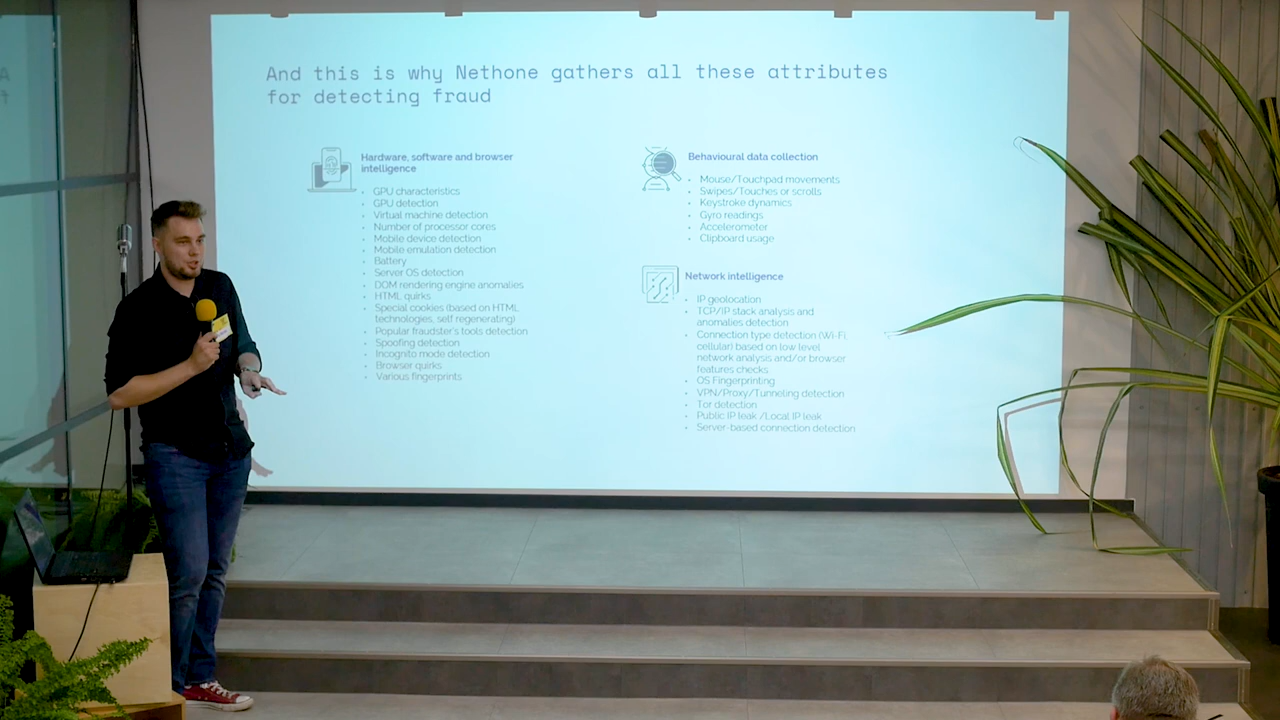 And this is why Nethone gathers all these attributes
for detecting fraud
Hardware, software and browser
intelligence
GPU characteristics
GPU detection
Virtual machine detection
Number of processor cores
Mobile device detection
Mobile emulation detection
Battery
Server OS detection
DOM rendering engine anomalies
HTML quirks
Special cookies (based on HTML
technologies, self regenerating)
Popular fraudster's tools detection
Spoofing detection
Incognito mode detection
Browser quirks
Various fingerprints
Behavioural data collection
Mouse/Touchpad movements
Swipes/Touches or scrolls
Keystroke dynamics
Gyro readings
Accelerometer
Clipboard usage
Network intelligence
IP geolocation
TCP/IP stack analysis and
anomalies detection
Connection type detection (Wi-Fi,
cellular) based on low level
network analysis and/or browser
features checks
OS Fingerprinting
VPN/Proxy/Tunneling detection
Tor detection
Public IP leak /Local IP leak
Server-based connection detection